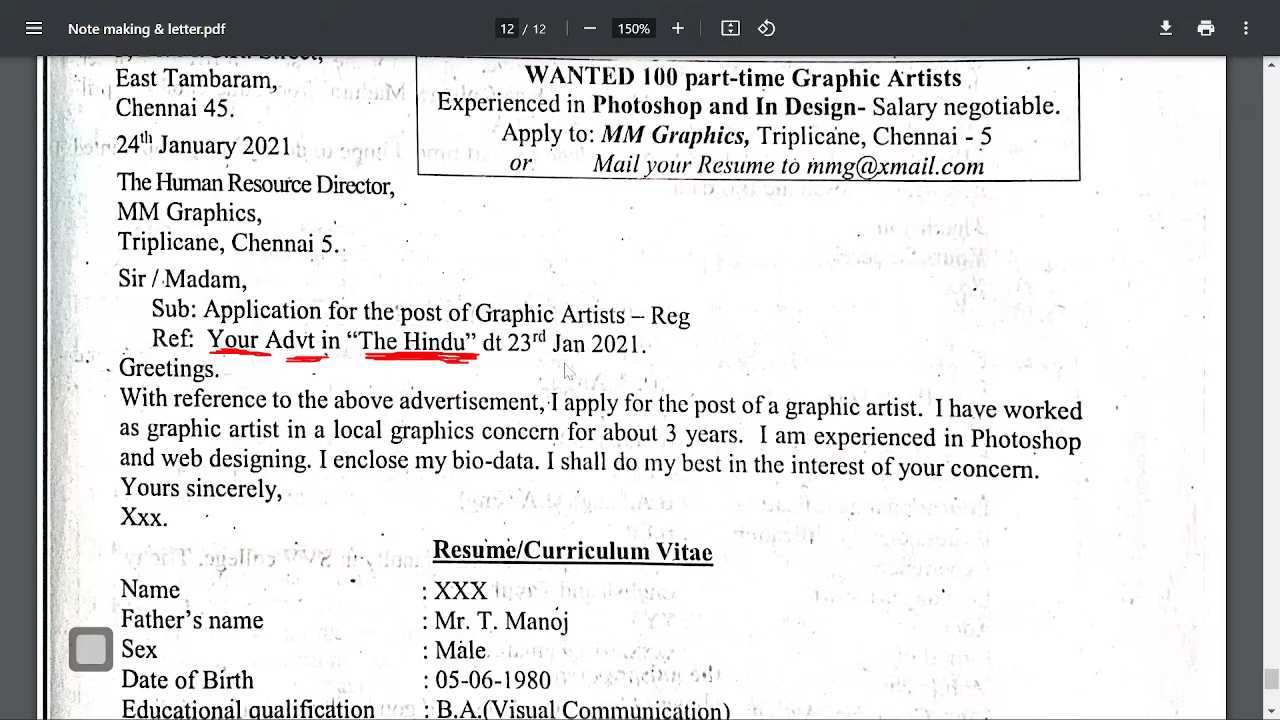 Note making & letter.pdf
12 / 12
150%
East Tambaram,
Chennai 45.
24th January 2021
WANTED 100 part-time Graphic Artists
Experienced in Photoshop and In Design- Salary negotiable.
Apply to: MM Graphics, Triplicane, Chennai - 5
or Mail your Resume to mmg@xmail.com
The Human Resource Director,
MM Graphics,
Triplicane, Chennai 5.
Sir / Madam,
Sub: Application for the post of Graphic Artists – Reg
Ref: Your Advt in “The Hindu” dt 23rd Jan 2021.
Greetings.
With reference to the above advertisement, I apply for the post of a graphic artist. I have worked
as graphic artist in a local graphics concern for about 3 years. I am experienced in Photoshop
and web designing. I enclose my bio-data. I shall do my best in the interest of your concern.
Yours sincerely,
Xxx.
Resume/Curriculum Vitae
Name : XXX
Father’s name : Mr. T. Manoj
Sex : Male
Date of Birth : 05-06-1980
Educational qualification : B.A.(Visual Communication)